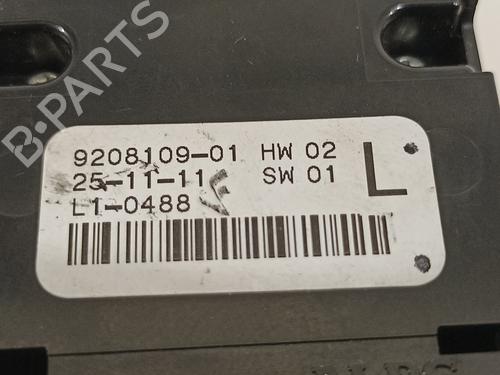 B-PARTS
9208109-01 HW 02
25-11-11 SW 01 L
L1-0488